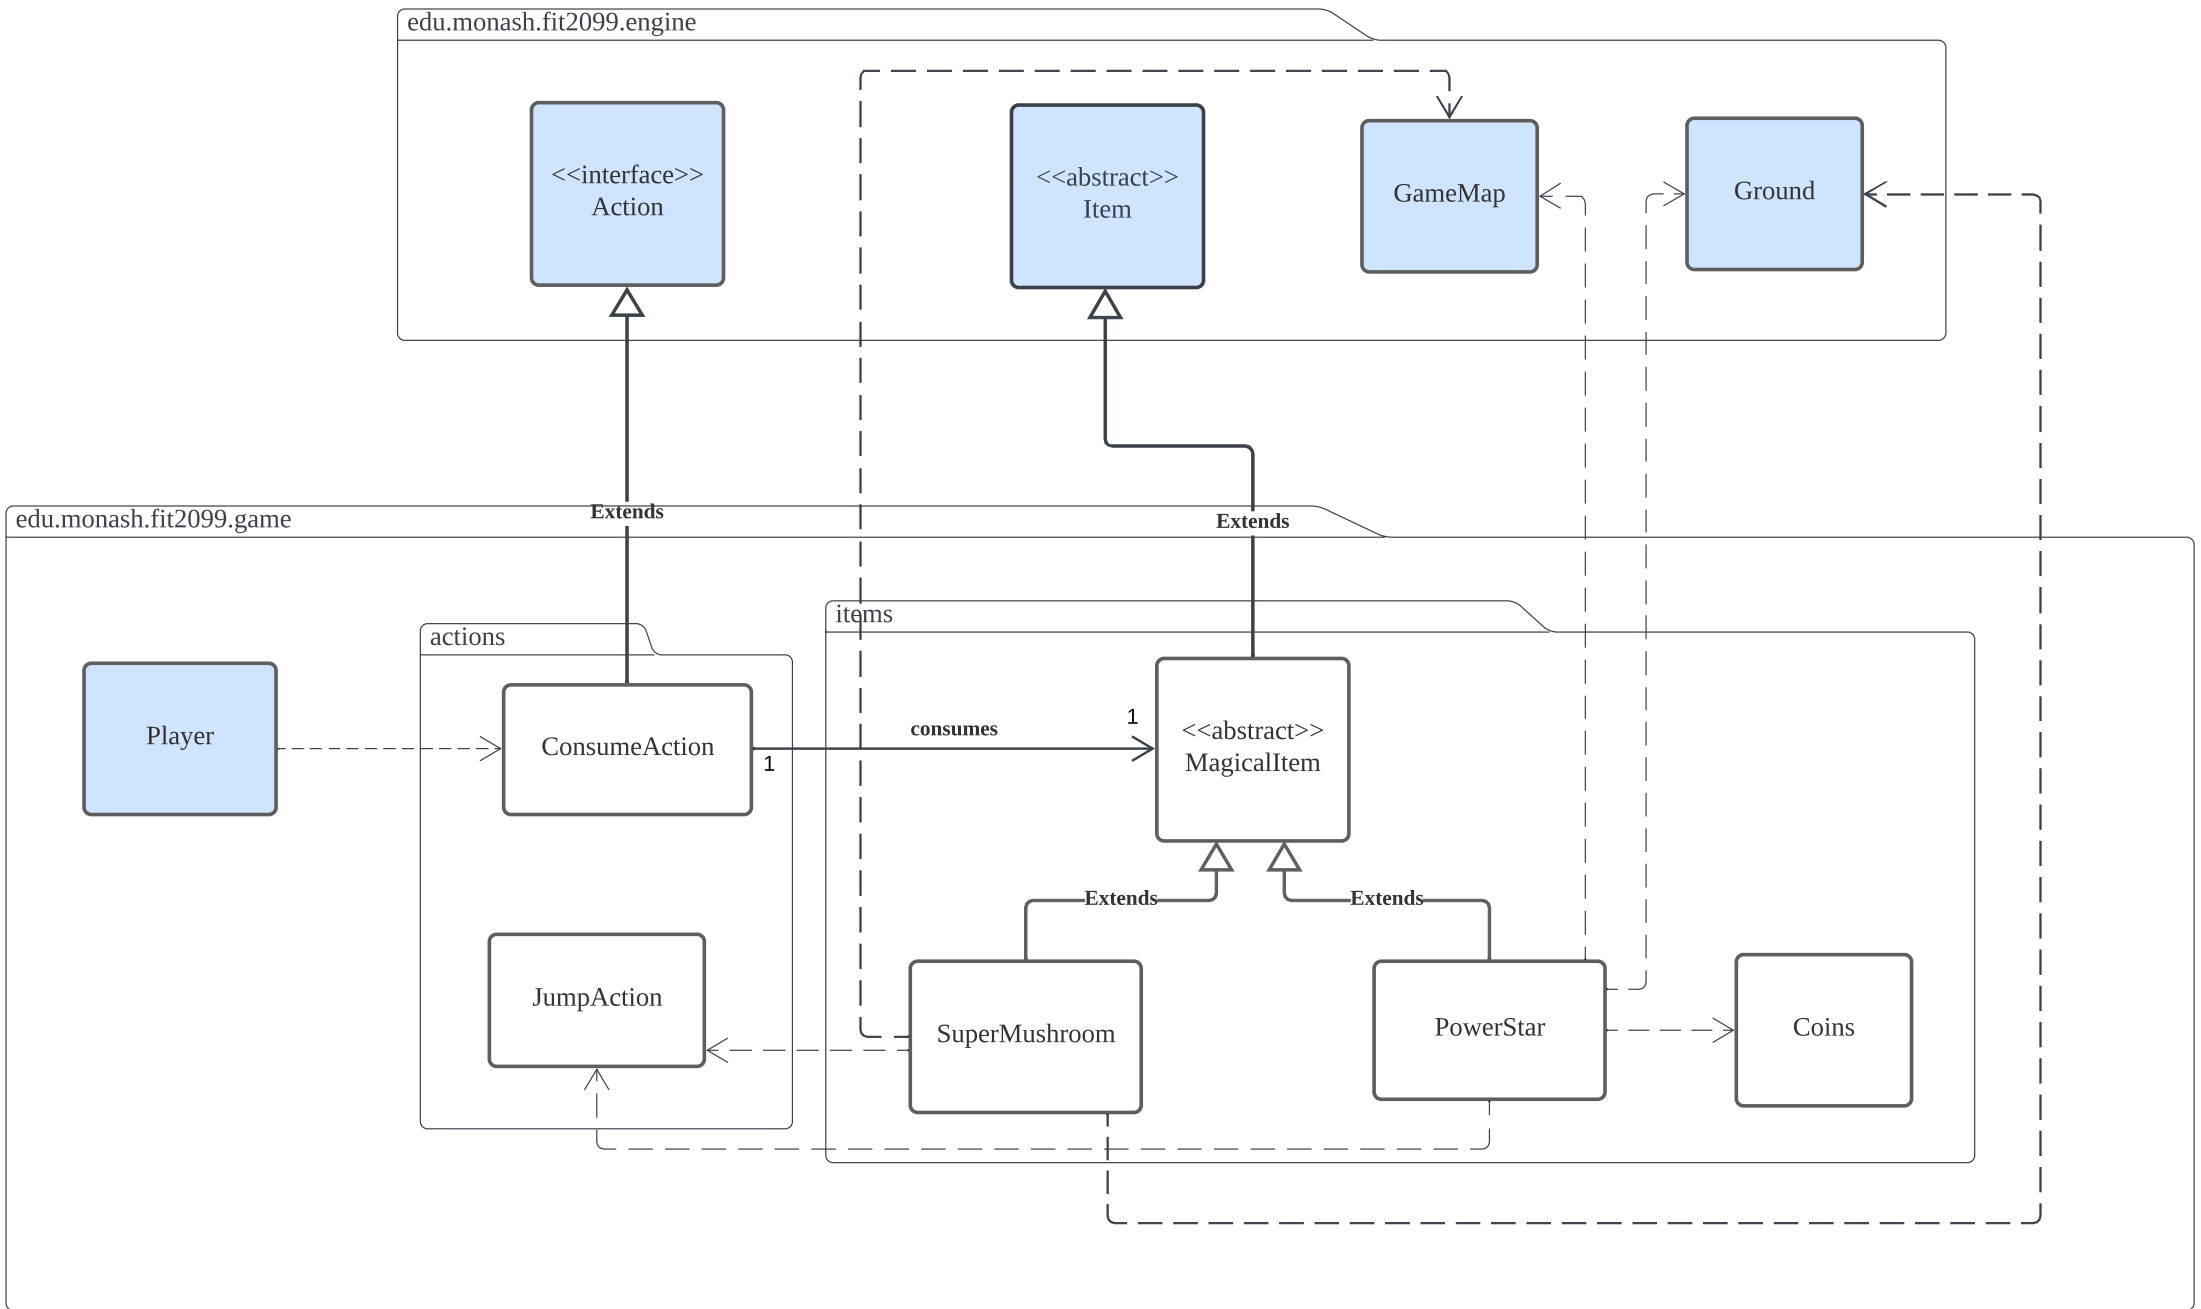 edu.monash.fit2099.engine
<<interface>>
Action
<<abstract>>
Item
GameMap
Ground
Extends
Extends
edu.monash.fit2099.game
items
actions
Player
ConsumeAction
1
consumes
1
<<abstract>>
MagicalItem
Extends
Extends
JumpAction
SuperMushroom
PowerStar
Coins